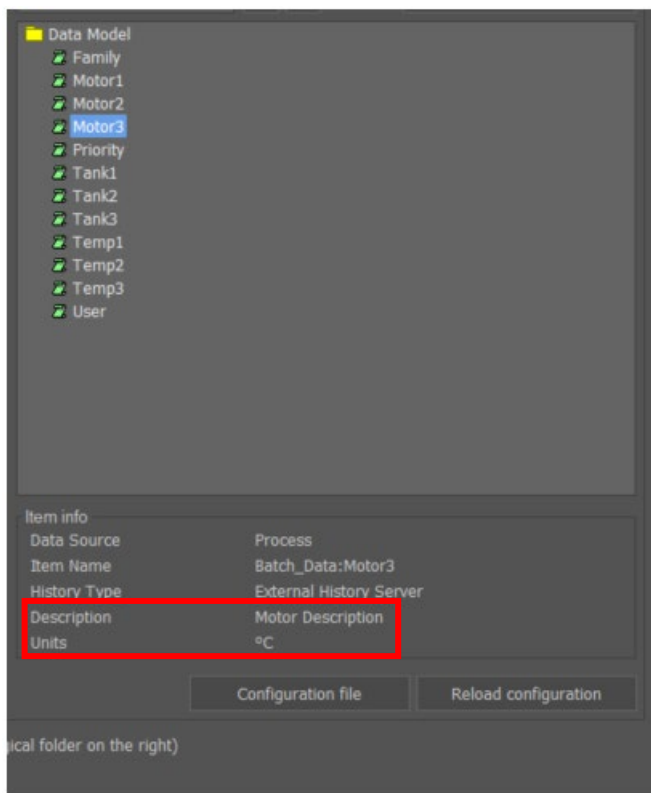 Data Model
Family
Motor1
Motor2
Motor3
Priority
Tank1
Tank2
Tank3
Temp1
Temp2
Temp3
User
Item info
Data Source Process
Item Name Batch_Data:Motor3
History Type External History Server
Description Motor Description
Units ºC
Configuration file Reload configuration
gical folder on the right)